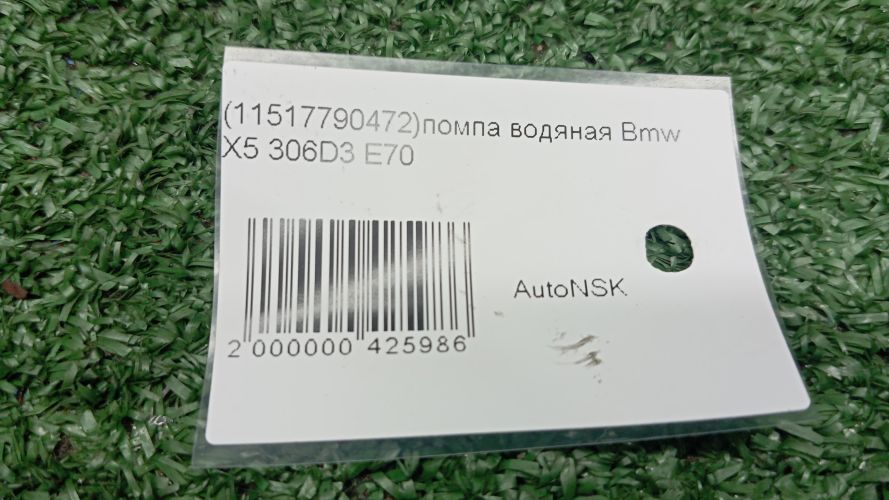 (11517790472)помпа водяная Bmw
X5 306D3 E70
AutoNSK
2 000000 425986